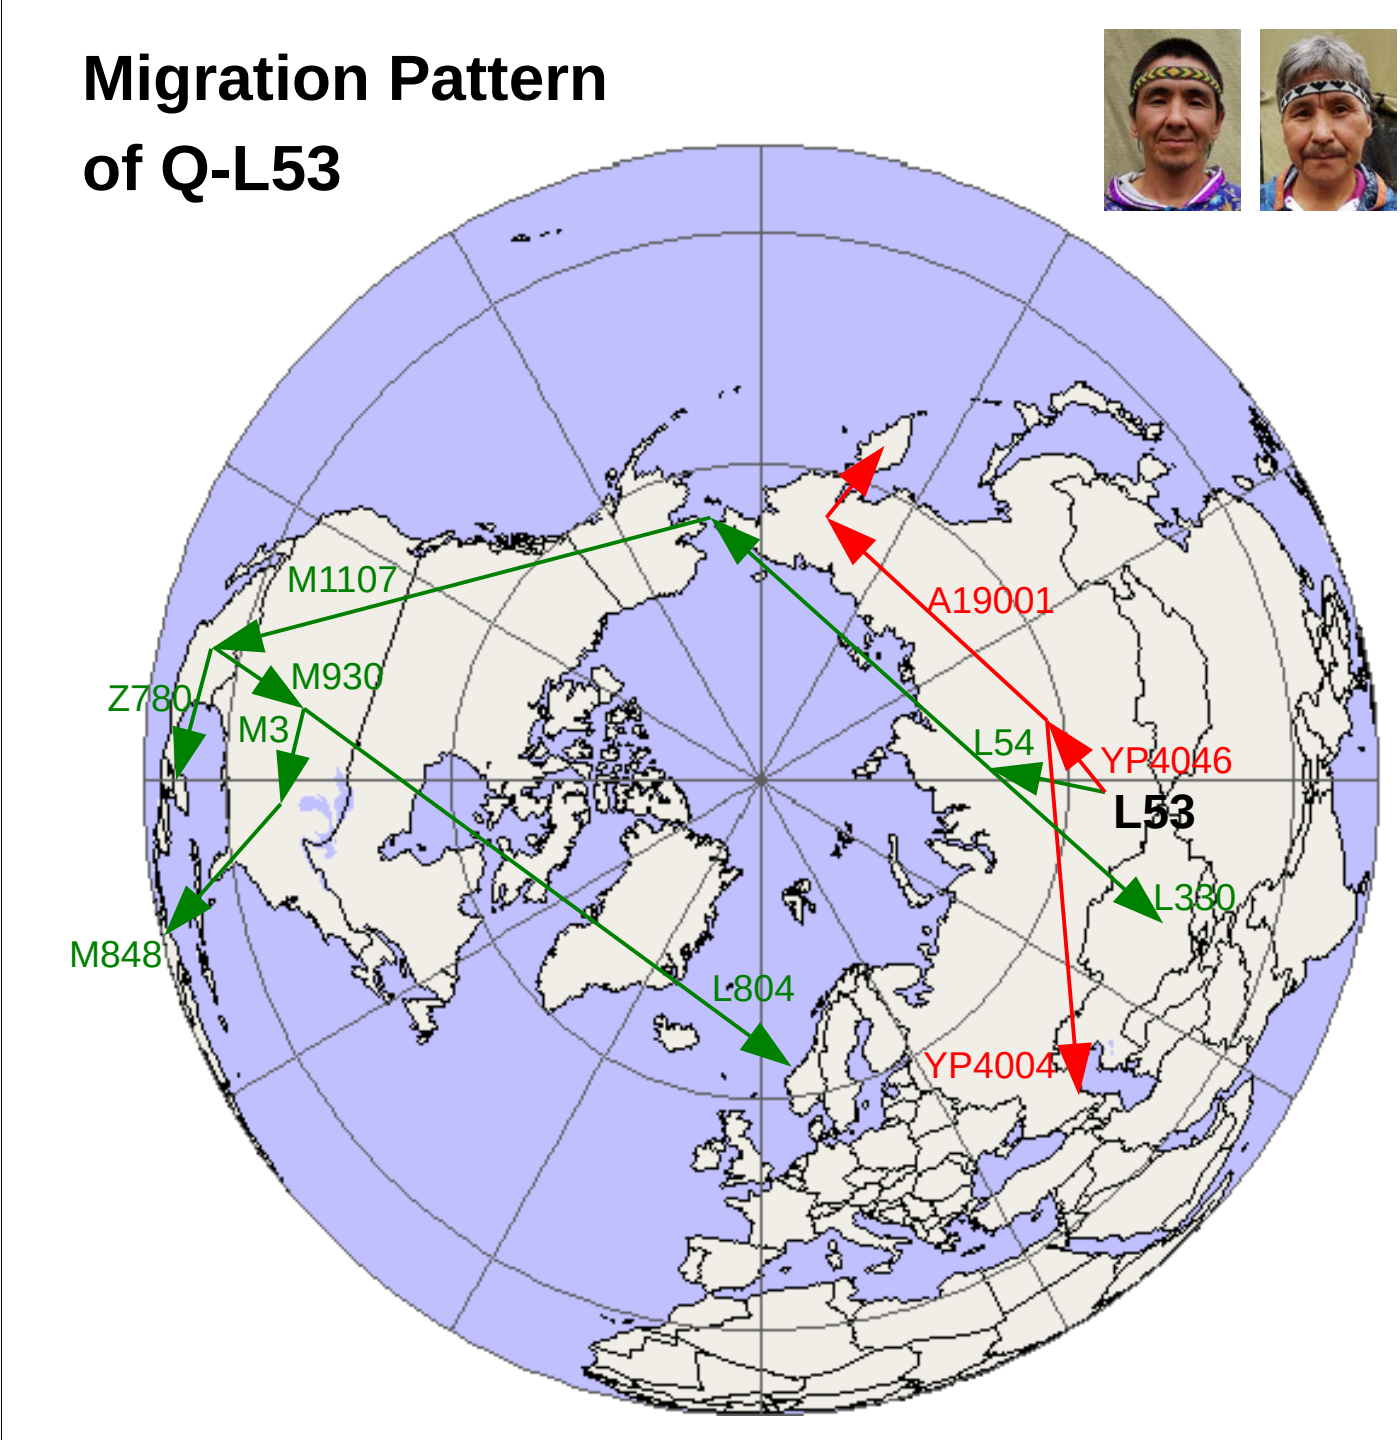 Migration Pattern
of Q-L53
M1107
A19001
M930
Z780
M3
L54
YP4046
L53
L330
M848
L804
YP4004